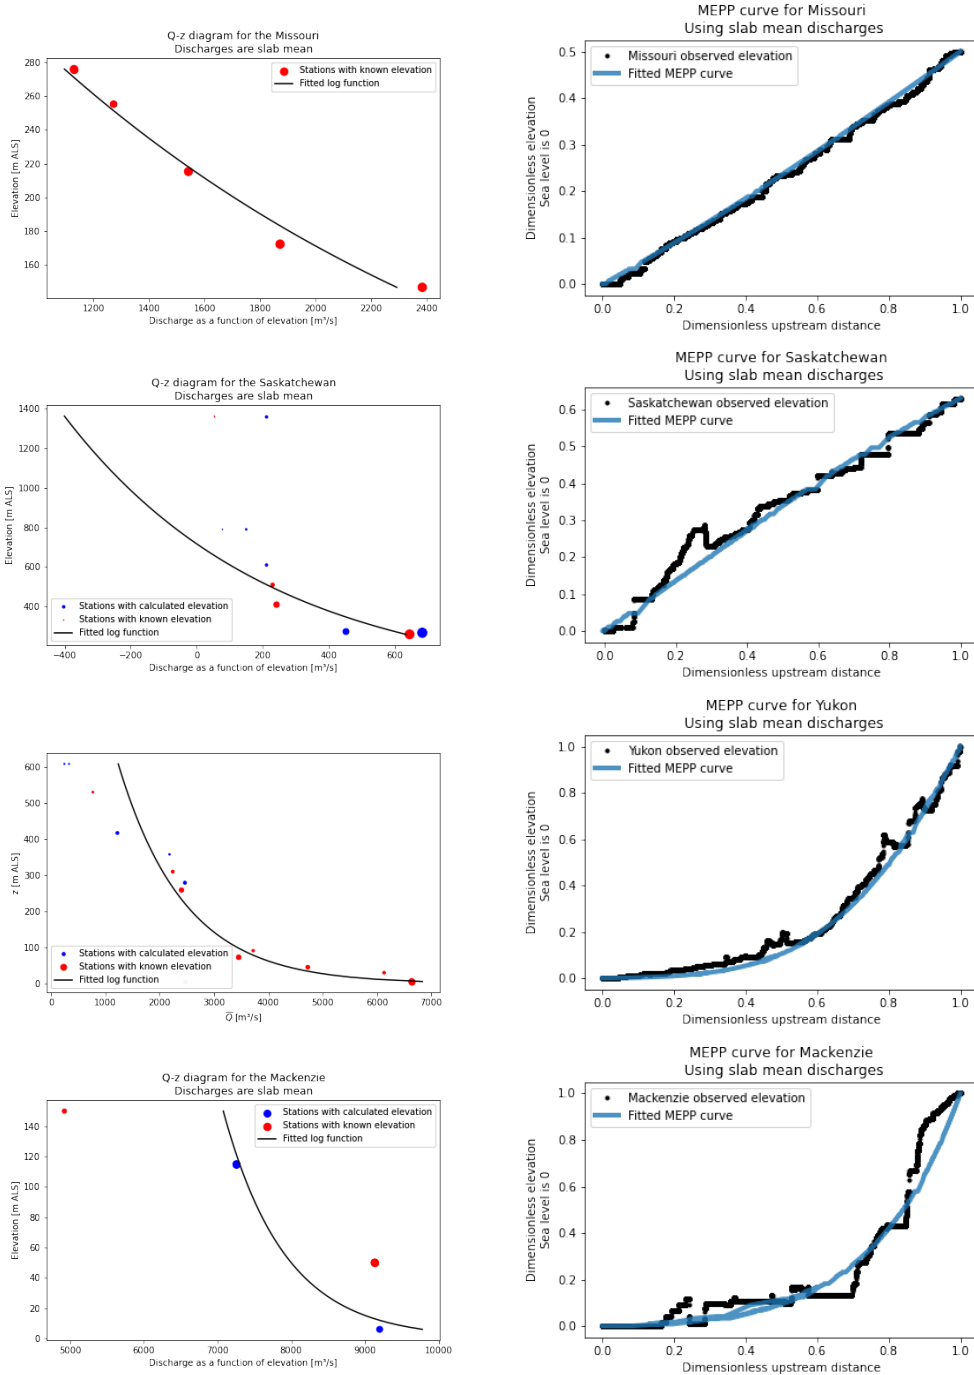 Q-z diagram for the Missouri
Discharges are slab mean
280
260
240
220
200
180
160
Elevation [m ALS]
Stations with known elevation
Fitted log function
1200 1400 1600 1800 2000 2200 2400
Discharge as a function of elevation [m³/s]
MEPP curve for Missouri
Using slab mean discharges
0.5
0.4
0.3
0.2
0.1
0.0
Dimensionless elevation
Sea level is 0
Missouri observed elevation
Fitted MEPP curve
0.0 0.2 0.4 0.6 0.8 1.0
Dimensionless upstream distance
Q-z diagram for the Saskatchewan
Discharges are slab mean
1400
1200
1000
800
600
400
Elevation [m ALS]
Stations with calculated elevation
Stations with known elevation
Fitted log function
−400 −200 0 200 400 600
Discharge as a function of elevation [m³/s]
MEPP curve for Saskatchewan
Using slab mean discharges
0.6
0.5
0.4
0.3
0.2
0.1
0.0
Dimensionless elevation
Sea level is 0
Saskatchewan observed elevation
Fitted MEPP curve
0.0 0.2 0.4 0.6 0.8 1.0
Dimensionless upstream distance
600
500
400
300
200
100
0
z [m ALS]
Stations with calculated elevation
Stations with known elevation
Fitted log function
0 1000 2000 3000 4000 5000 6000 7000
Q̅ [m³/s]
MEPP curve for Yukon
Using slab mean discharges
1.0
0.8
0.6
0.4
0.2
0.0
Dimensionless elevation
Sea level is 0
Yukon observed elevation
Fitted MEPP curve
0.0 0.2 0.4 0.6 0.8 1.0
Dimensionless upstream distance
Q-z diagram for the Mackenzie
Discharges are slab mean
140
120
100
80
60
40
20
0
Elevation [m ALS]
Stations with calculated elevation
Stations with known elevation
Fitted log function
5000 6000 7000 8000 9000 10000
Discharge as a function of elevation [m³/s]
MEPP curve for Mackenzie
Using slab mean discharges
1.0
0.8
0.6
0.4
0.2
0.0
Dimensionless elevation
Sea level is 0
Mackenzie observed elevation
Fitted MEPP curve
0.0 0.2 0.4 0.6 0.8 1.0
Dimensionless upstream distance